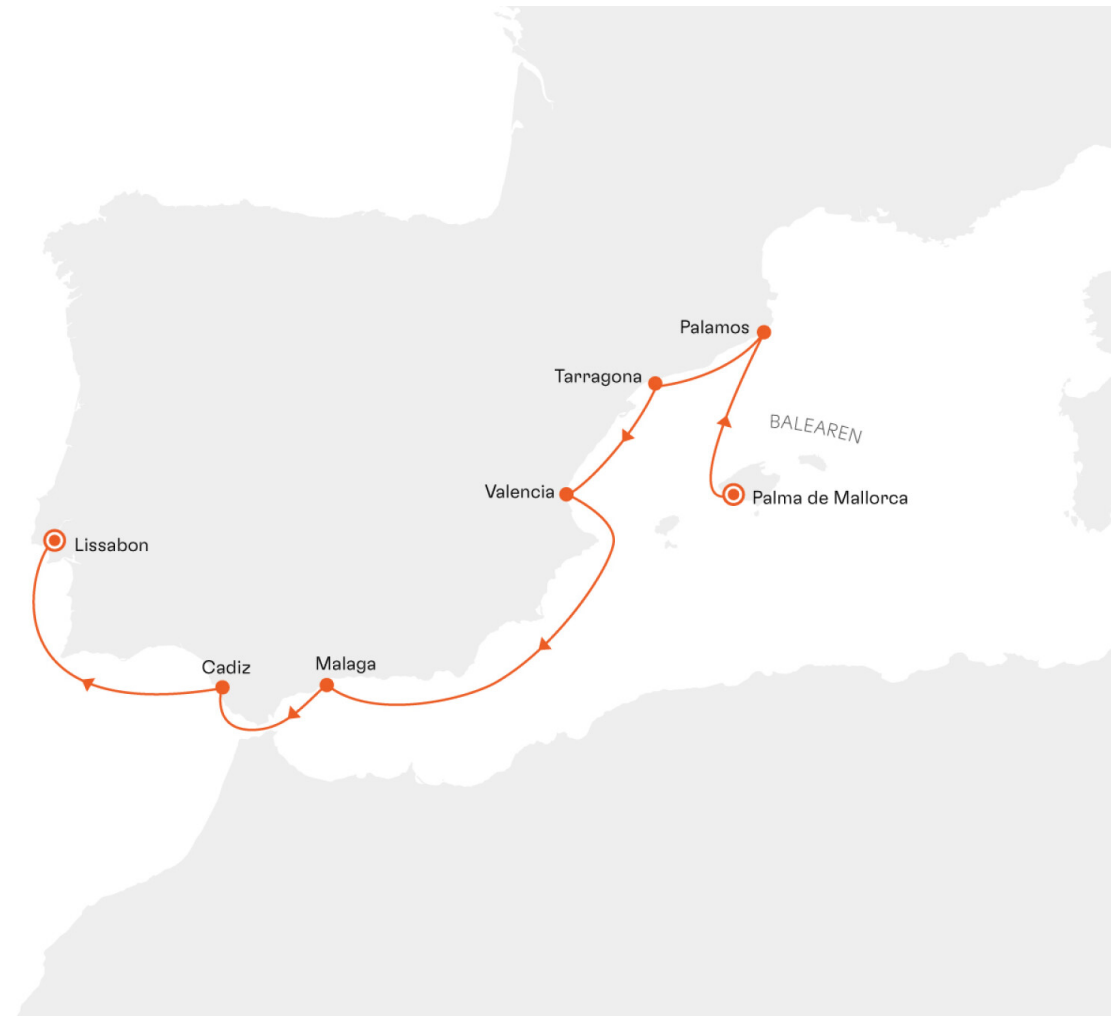 Palamos
Tarragona
BALEAREN
Valencia
Palma de Mallorca
Lissabon
Cadiz
Malaga